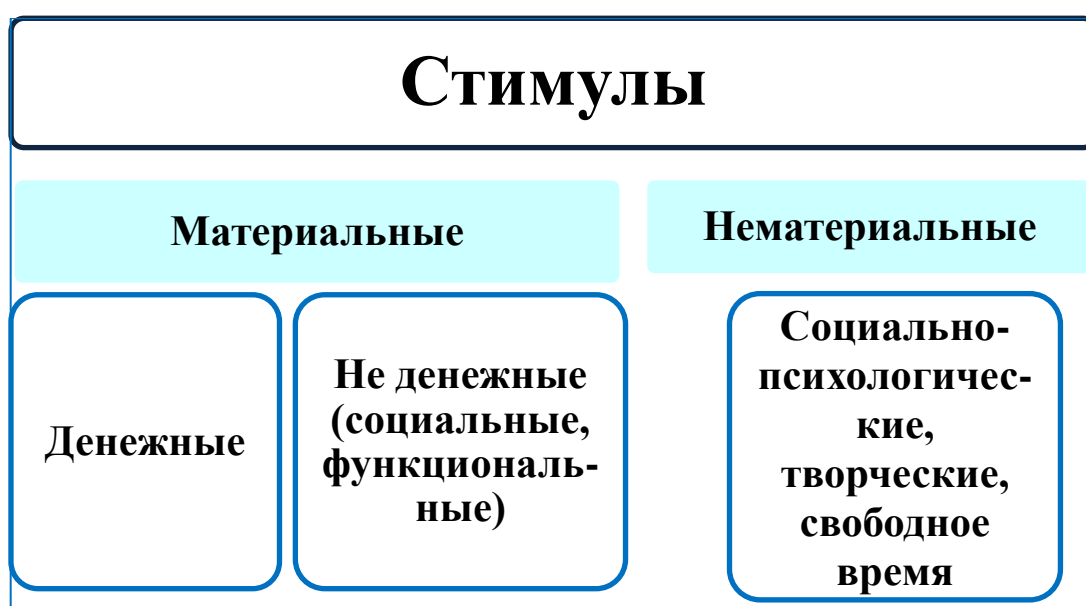 Стимулы
Материальные
Нематериальные
Денежные
Не денежные
(социальные,
функциональ-
ные)
Социально-
психологичес-
кие,
творческие,
свободное
время